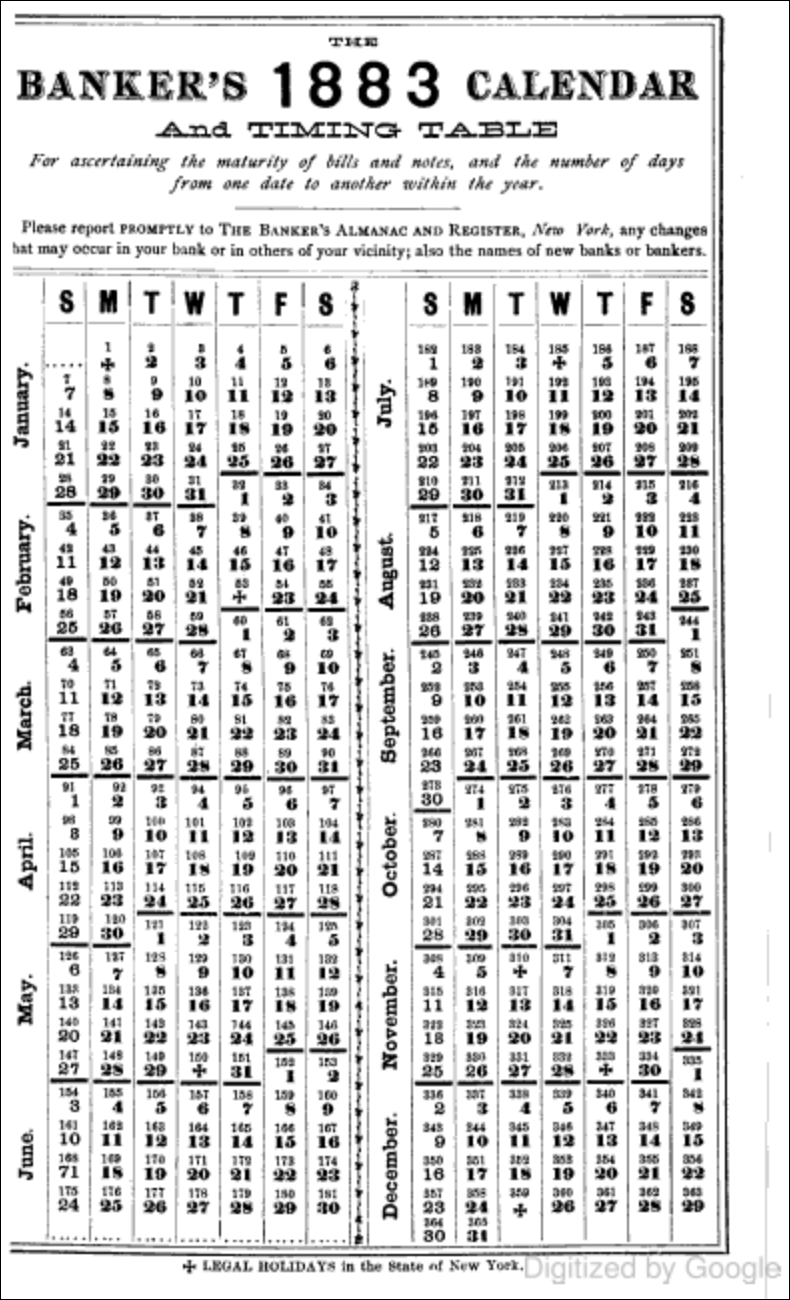 THE
BANKER'S 1883 CALENDAR
And TIMING TABLE
For ascertaining the maturity of bills and notes, and the number of days
from one date to another within the year.
Please report PROMPTLY to THE BANKER'S ALMANAC AND REGISTER, New York, any changes
hat may occur in your bank or in others of your vicinity; also the names of new banks or bankers.
S M T W T F S
January.
1 2 3 4 5 6
..... ✠ 2 3 4 5 6
7 8 9 10 11 12 13
7 8 9 10 11 12 13
14 15 16 17 18 19 20
14 15 16 17 18 19 20
21 22 23 24 25 26 27
21 22 23 24 25 26 27
28 29 30 31 32 33 34
28 29 30 31 1 2 3
February.
35 36 37 38 39 40 41
4 5 6 7 8 9 10
42 43 44 45 46 47 48
11 12 13 14 15 16 17
49 50 51 52 53 54 55
18 19 20 21 ✠ 23 24
56 57 58 59 60 61 62
25 26 27 28 1 2 3
March.
63 64 65 66 67 68 69
4 5 6 7 8 9 10
70 71 72 73 74 75 76
11 12 13 14 15 16 17
77 78 79 80 81 82 83
18 19 20 21 22 23 24
84 85 86 87 88 89 90
25 26 27 28 29 30 31
April.
91 92 93 94 95 96 97
1 2 3 4 5 6 7
98 99 100 101 102 103 104
8 9 10 11 12 13 14
105 106 107 108 109 110 111
15 16 17 18 19 20 21
112 113 114 115 116 117 118
22 23 24 25 26 27 28
119 120 121 122 123 124 125
29 30 1 2 3 4 5
May.
126 127 128 129 130 131 132
6 7 8 9 10 11 12
133 134 135 136 137 138 139
13 14 15 16 17 18 19
140 141 142 143 744 145 146
20 21 22 23 24 25 26
147 148 149 150 151 152 153
27 28 29 ✠ 31 1 2
June.
154 155 156 157 158 159 160
3 4 5 6 7 8 9
161 162 163 164 165 166 167
10 11 12 13 14 15 16
168 169 170 171 172 173 174
71 18 19 20 21 22 23
175 176 177 178 179 180 181
24 25 26 27 28 29 30
S M T W T F S
July.
182 183 184 185 186 187 188
1 2 3 ✠ 5 6 7
189 190 191 192 193 194 195
8 9 10 11 12 13 14
196 197 198 199 200 201 202
15 16 17 18 19 20 21
203 204 205 206 207 208 209
22 23 24 25 26 27 28
210 211 212 213 214 215 216
29 30 31 1 2 3 4
August.
217 218 219 220 221 222 223
5 6 7 8 9 10 11
224 225 226 227 228 229 230
12 13 14 15 16 17 18
231 232 233 234 235 236 237
19 20 21 22 23 24 25
238 239 240 241 242 243 244
26 27 28 29 30 31 1
September.
245 246 247 248 249 250 251
2 3 4 5 6 7 8
252 253 254 255 256 257 258
9 10 11 12 13 14 15
259 260 261 262 263 264 265
16 17 18 19 20 21 22
266 267 268 269 270 271 272
23 24 25 26 27 28 29
273 274 275 276 277 278 279
30 1 2 3 4 5 6
October.
280 281 282 283 284 285 286
7 8 9 10 11 12 13
287 288 289 290 291 292 293
14 15 16 17 18 19 20
294 295 296 297 298 299 300
21 22 23 24 25 26 27
301 302 303 304 305 306 307
28 29 30 31 1 2 3
November.
308 309 310 311 312 313 314
4 5 ✠ 7 8 9 10
315 316 317 318 319 320 321
11 12 13 14 15 16 17
322 323 324 325 326 327 328
18 19 20 21 22 23 24
329 330 331 332 333 334 335
25 26 27 28 ✠ 30 1
December.
336 337 338 339 340 341 342
2 3 4 5 6 7 8
343 344 345 346 347 348 349
9 10 11 12 13 14 15
350 351 352 353 354 355 356
16 17 18 19 20 21 22
357 358 359 360 361 362 363
23 24 ✠ 26 27 28 29
364 365
30 31
✠ LEGAL HOLIDAYS in the State of New York.
Digitized by Google